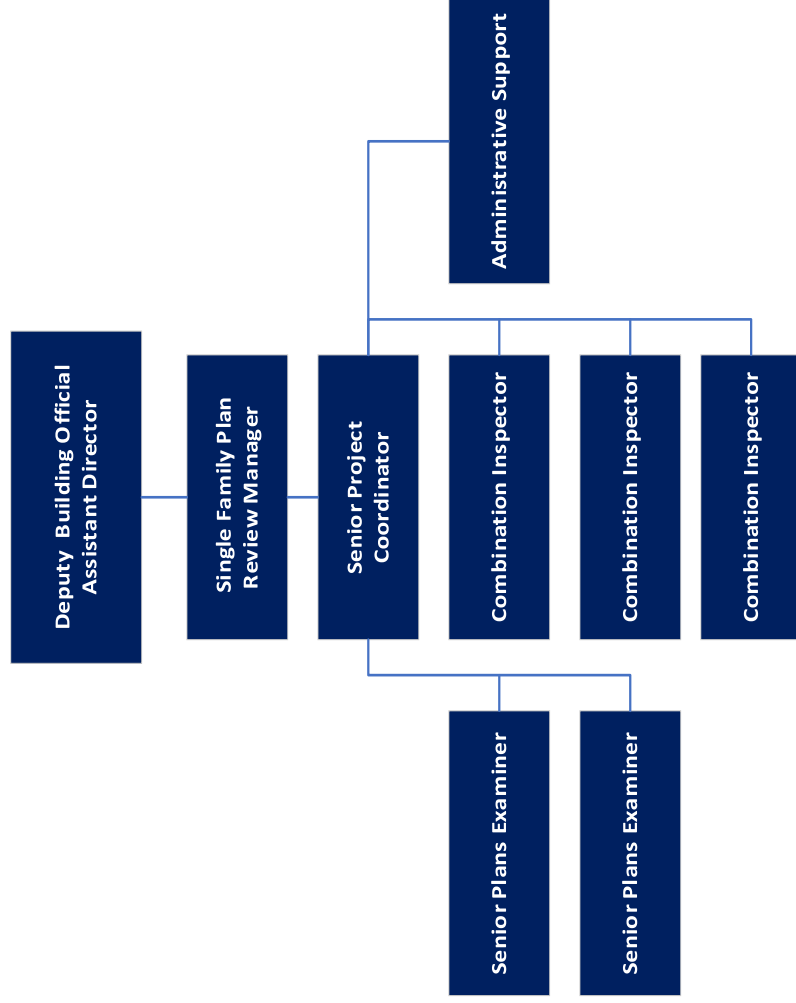 Deputy Building Official
Assistant Director
Single Family Plan
Review Manager
Senior Project
Coordinator
Senior Plans Examiner
Combination Inspector
Administrative Support
Senior Plans Examiner
Combination Inspector
Combination Inspector